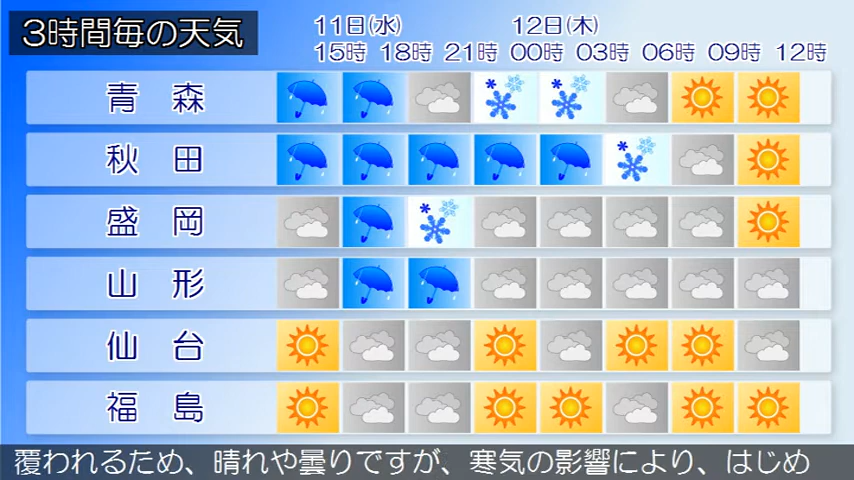 3時間毎の天気
11日(水) 12日(木)
15時 18時 21時 00時 03時 06時 09時 12時
青森
秋田
盛岡
山形
仙台
福島
覆われるため、晴れや曇りですが、寒気の影響により、はじめ